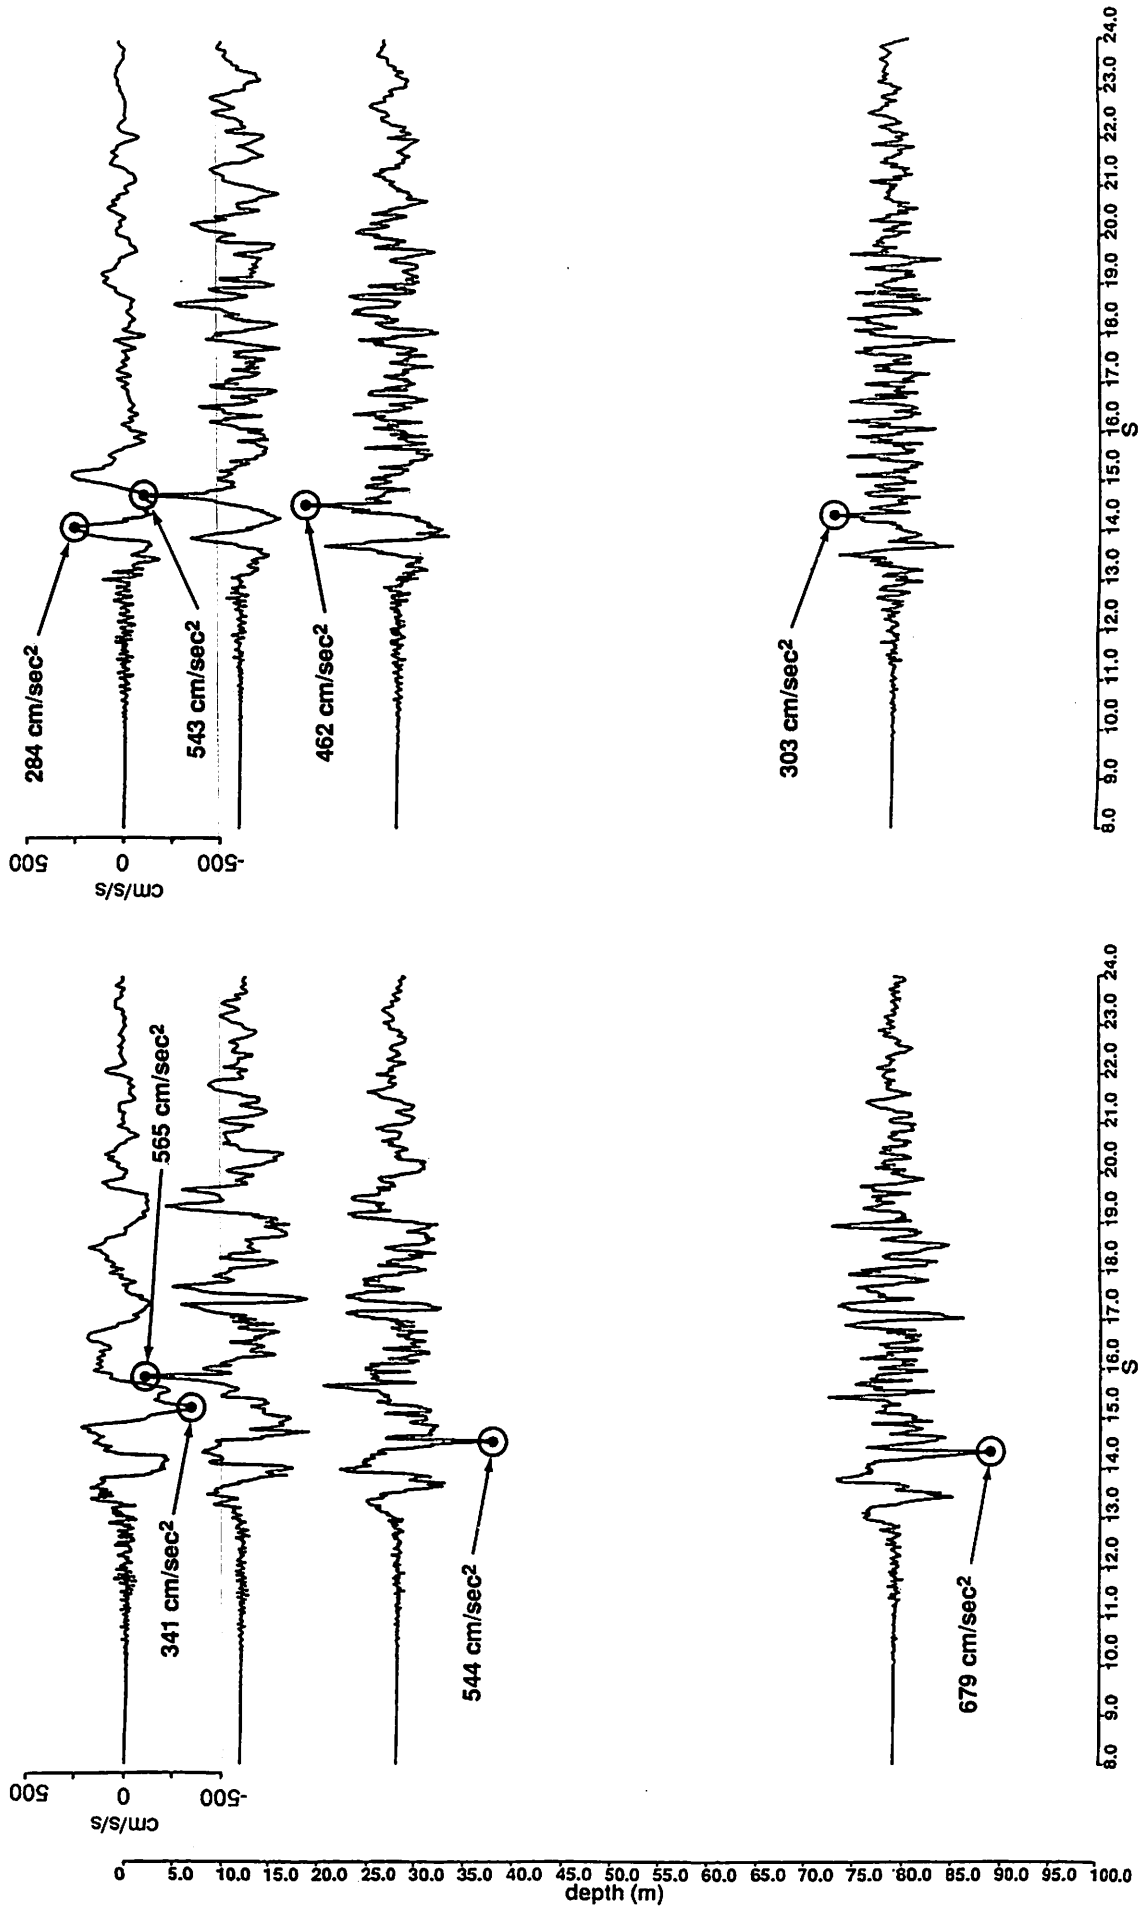 500
0
-500
cm/s/s
284 cm/sec²
543 cm/sec²
462 cm/sec²
303 cm/sec²
8.0 9.0 10.0 11.0 12.0 13.0 14.0 15.0 16.0 17.0 18.0 19.0 20.0 21.0 22.0 23.0 24.0
S
500
0
-500
cm/s/s
565 cm/sec²
341 cm/sec²
544 cm/sec²
679 cm/sec²
8.0 9.0 10.0 11.0 12.0 13.0 14.0 15.0 16.0 17.0 18.0 19.0 20.0 21.0 22.0 23.0 24.0
S
0 5.0 10.0 15.0 20.0 25.0 30.0 35.0 40.0 45.0 50.0 55.0 60.0 65.0 70.0 75.0 80.0 85.0 90.0 95.0 100.0
depth (m)